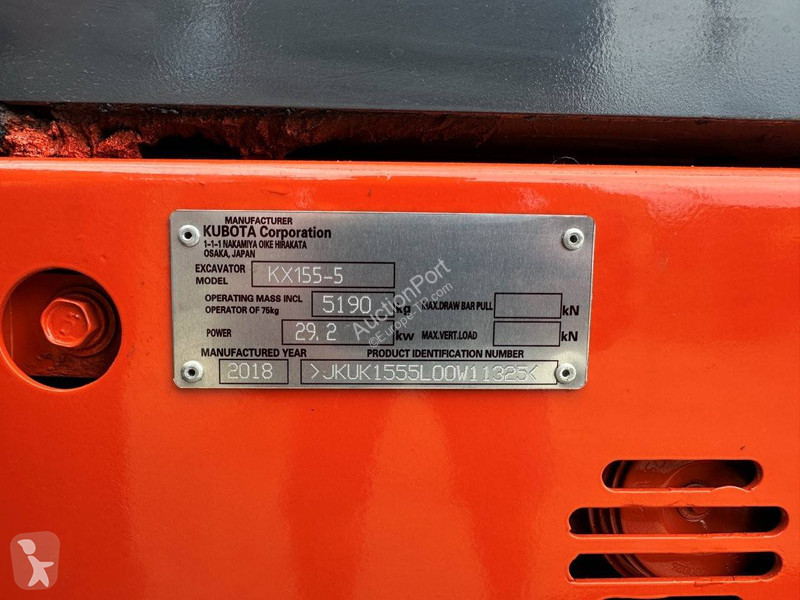 MANUFACTURER
KUBOTA Corporation
1-1-1 NAKAMIYA OIKE HIRAKATA
OSAKA, JAPAN
EXCAVATOR MODEL KX155-5
OPERATING MASS INCL OPERATOR OF 75kg 5190 kg MAX.DRAW BAR PULL kN
POWER 29.2 kw MAX.VERT.LOAD kN
MANUFACTURED YEAR PRODUCT IDENTIFICATION NUMBER
2018 >JKUK1555L00W11325<
AuctionPort